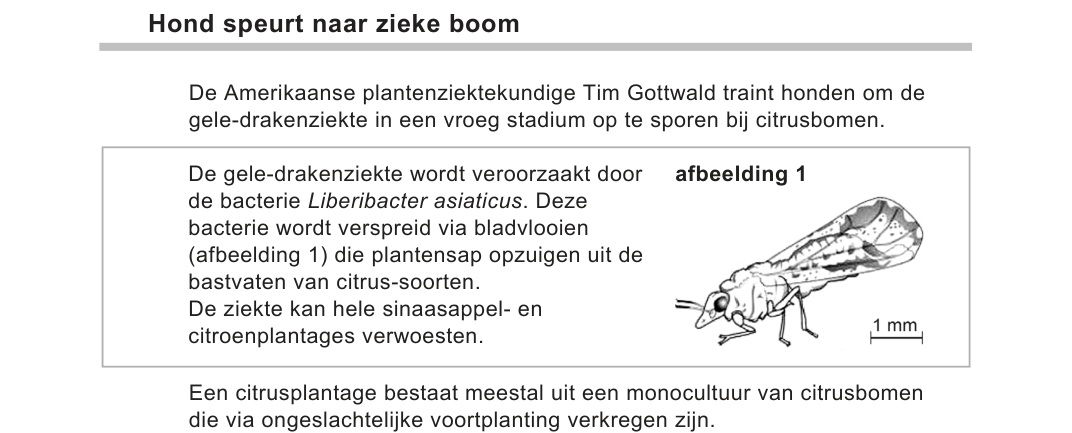 Hond speurt naar zieke boom
De Amerikaanse plantenziektekundige Tim Gottwald traint honden om de
gele-drakenziekte in een vroeg stadium op te sporen bij citrusbomen.
De gele-drakenziekte wordt veroorzaakt door
de bacterie Liberibacter asiaticus. Deze
bacterie wordt verspreid via bladvlooien
(afbeelding 1) die plantensap opzuigen uit de
bastvaten van citrus-soorten.
De ziekte kan hele sinaasappel- en
citroenplantages verwoesten.
afbeelding 1
1 mm
Een citrusplantage bestaat meestal uit een monocultuur van citrusbomen
die via ongeslachtelijke voortplanting verkregen zijn.